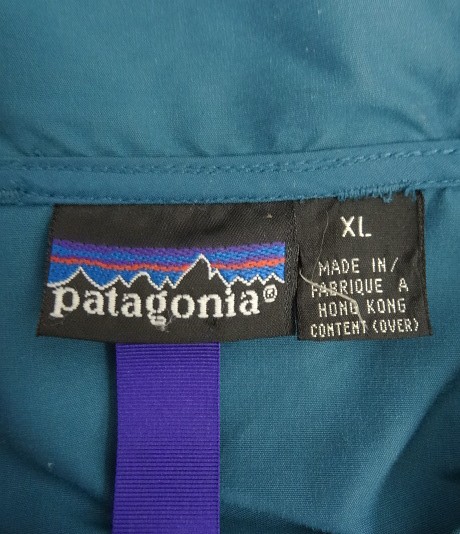 patagonia®
XL
MADE IN/
FABRIQUE A
HONG KONG
CONTENT (OVER)